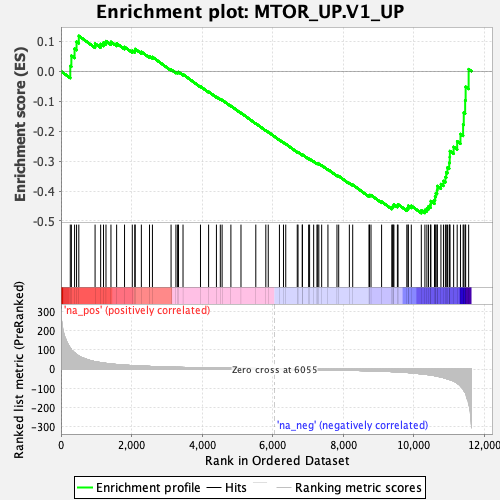 Enrichment plot: MTOR_UP.V1_UP
Enrichment score (ES)
0.1
0.0
-0.1
-0.2
-0.3
-0.4
-0.5
'na_pos' (positively correlated)
Ranked list metric (PreRanked)
300
200
100
0
-100
-200
-300
Zero cross at 6055
'na_neg' (negatively correlated)
0
2,000
4,000
6,000
8,000
10,000
12,000
Rank in Ordered Dataset
Enrichment profile
Hits
Ranking metric scores